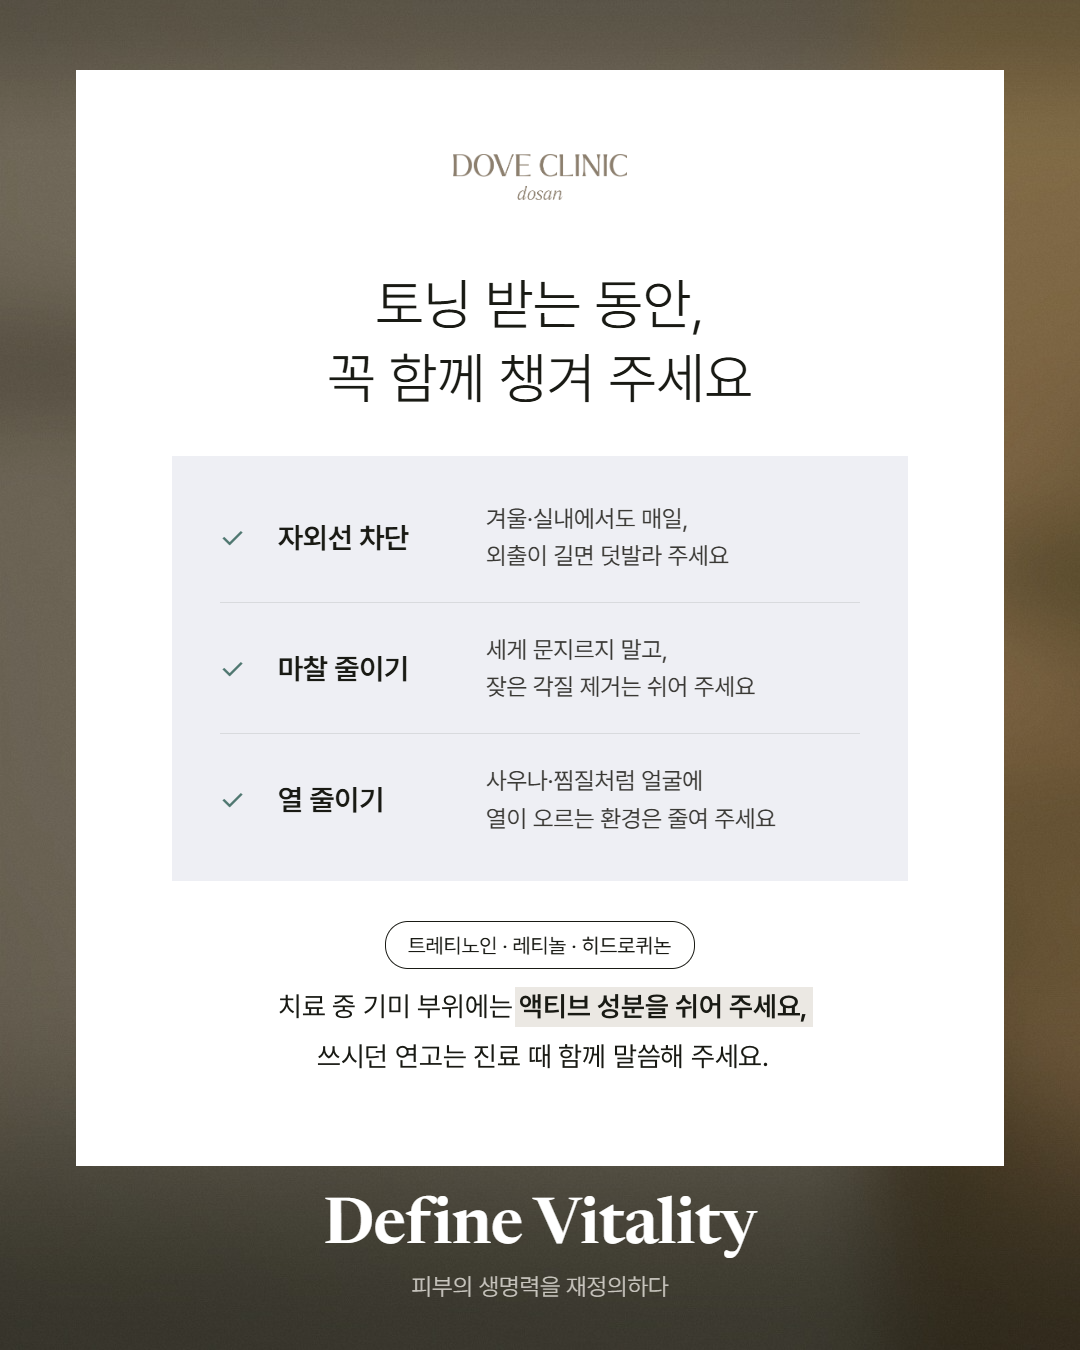 DOVE CLINIC
dosan
토닝 받는 동안,
꼭 함께 챙겨 주세요
자외선 차단
겨울·실내에서도 매일,
외출이 길면 덧발라 주세요
마찰 줄이기
세게 문지르지 말고,
잦은 각질 제거는 쉬어 주세요
열 줄이기
사우나·찜질처럼 얼굴에
열이 오르는 환경은 줄여 주세요
트레티노인 · 레티놀 · 히드로퀴논
치료 중 기미 부위에는 액티브 성분을 쉬어 주세요,
쓰시던 연고는 진료 때 함께 말씀해 주세요.
Define Vitality
피부의 생명력을 재정의하다